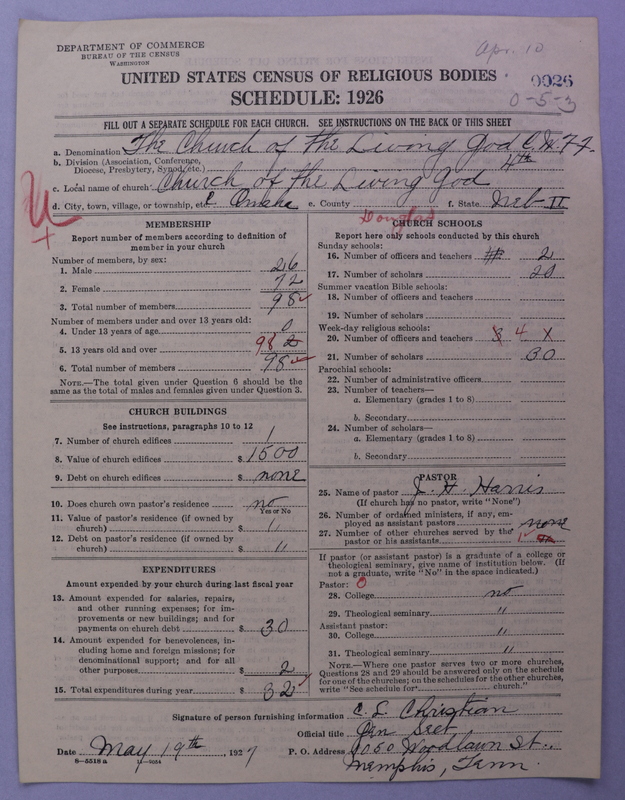 DEPARTMENT OF COMMERCE
BUREAU OF THE CENSUS
WASHINGTON
Apr. 10
UNITED STATES CENSUS OF RELIGIOUS BODIES
0926
SCHEDULE: 1926
0-5-3
FILL OUT A SEPARATE SCHEDULE FOR EACH CHURCH. SEE INSTRUCTIONS ON THE BACK OF THIS SHEET
a. Denomination The Church of the Living God C.W.F.F.
b. Division (Association, Conference, Diocese, Presbytery, Synod, etc.) 4th
c. Local name of church Church of the Living God
d. City, town, village, or township, etc. Omaha e. County Douglas f. State Neb
MEMBERSHIP
Report number of members according to definition of
member in your church
Number of members, by sex:
1. Male 26
2. Female 72
3. Total number of members 98
Number of members under and over 13 years old:
4. Under 13 years of age 0
5. 13 years old and over 98
6. Total number of members 98
NOTE.—The total given under Question 6 should be the
same as the total of males and females given under Question 3.
CHURCH BUILDINGS
See instructions, paragraphs 10 to 12
7. Number of church edifices 1
8. Value of church edifices $ 1500
9. Debt on church edifices $ none
10. Does church own pastor's residence no
Yes or No
11. Value of pastor's residence (if owned by
church) $ "
12. Debt on pastor's residence (if owned by
church) $ "
EXPENDITURES
Amount expended by your church during last fiscal year
13. Amount expended for salaries, repairs,
and other running expenses; for im-
provements or new buildings; and for
payments on church debt $ 30
14. Amount expended for benevolences, in-
cluding home and foreign missions; for
denominational support; and for all
other purposes $ 2
15. Total expenditures during year $ 32
CHURCH SCHOOLS
Report here only schools conducted by this church
Sunday schools:
16. Number of officers and teachers 2
17. Number of scholars 20
Summer vacation Bible schools:
18. Number of officers and teachers
19. Number of scholars
Week-day religious schools:
20. Number of officers and teachers 8 4 X
21. Number of scholars 30
Parochial schools:
22. Number of administrative officers
23. Number of teachers—
a. Elementary (grades 1 to 8)
b. Secondary
24. Number of scholars—
a. Elementary (grades 1 to 8)
b. Secondary
PASTOR
25. Name of pastor J. H. Harris
(If church has no pastor, write "None")
26. Number of ordained ministers, if any, em-
ployed as assistant pastors none
27. Number of other churches served by the
pastor or his assistants 1
If pastor (or assistant pastor) is a graduate of a college or
theological seminary, give name of institution below. (If
not a graduate, write "No" in the space indicated.)
Pastor: 0
28. College no
29. Theological seminary "
Assistant pastor:
30. College "
31. Theological seminary "
NOTE.—Where one pastor serves two or more churches,
Questions 28 and 29 should be answered only on the schedule
for one of the churches; on the schedules for the other churches,
write "See schedule for church."
Signature of person furnishing information C. L. Christian
Official title Gen Sect
Date May 19th, 1927 P. O. Address 1050 Woodlawn St.,
8-5518a Memphis, Tenn.